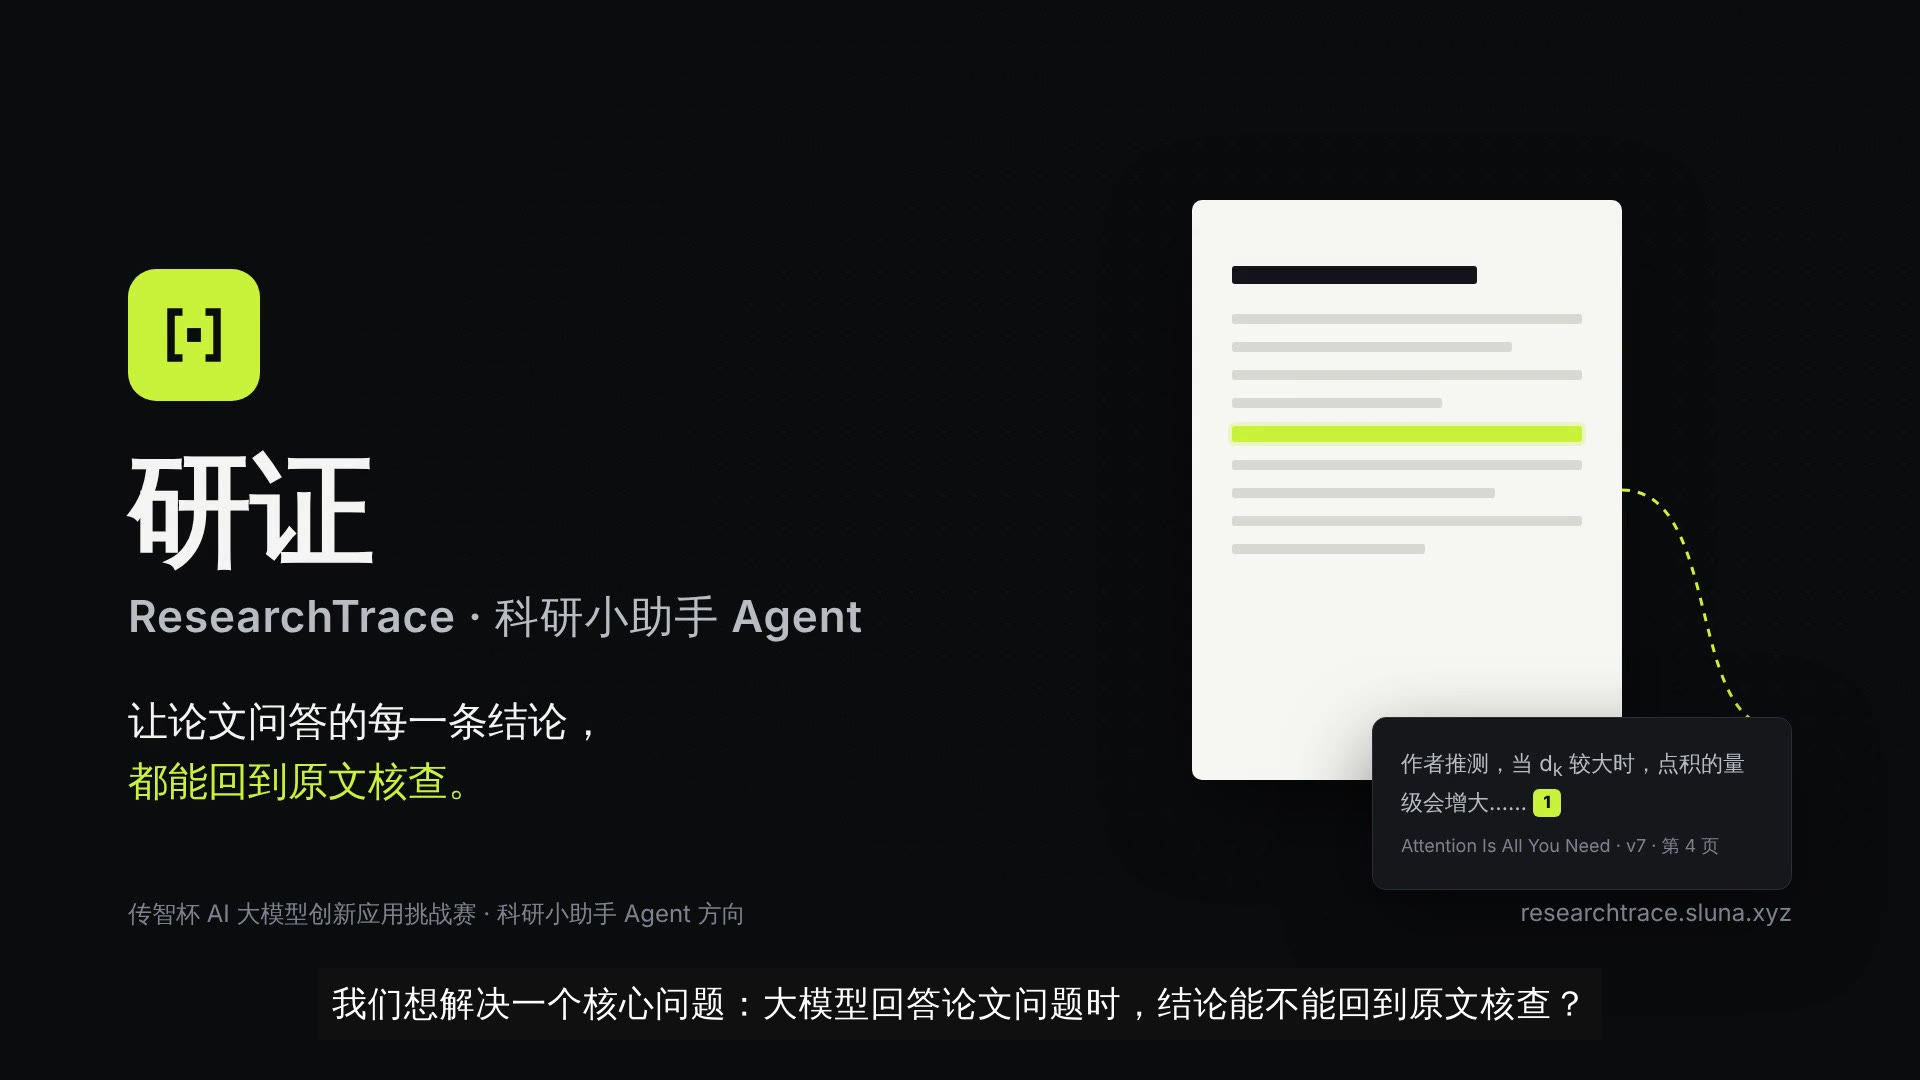 [·]
研证
ResearchTrace · 科研小助手 Agent
让论文问答的每一条结论，
都能回到原文核查。
作者推测，当 dk 较大时，点积的量
级会增大…… 1
Attention Is All You Need · v7 · 第 4 页
传智杯 AI 大模型创新应用挑战赛 · 科研小助手 Agent 方向
researchtrace.sluna.xyz
我们想解决一个核心问题：大模型回答论文问题时，结论能不能回到原文核查？